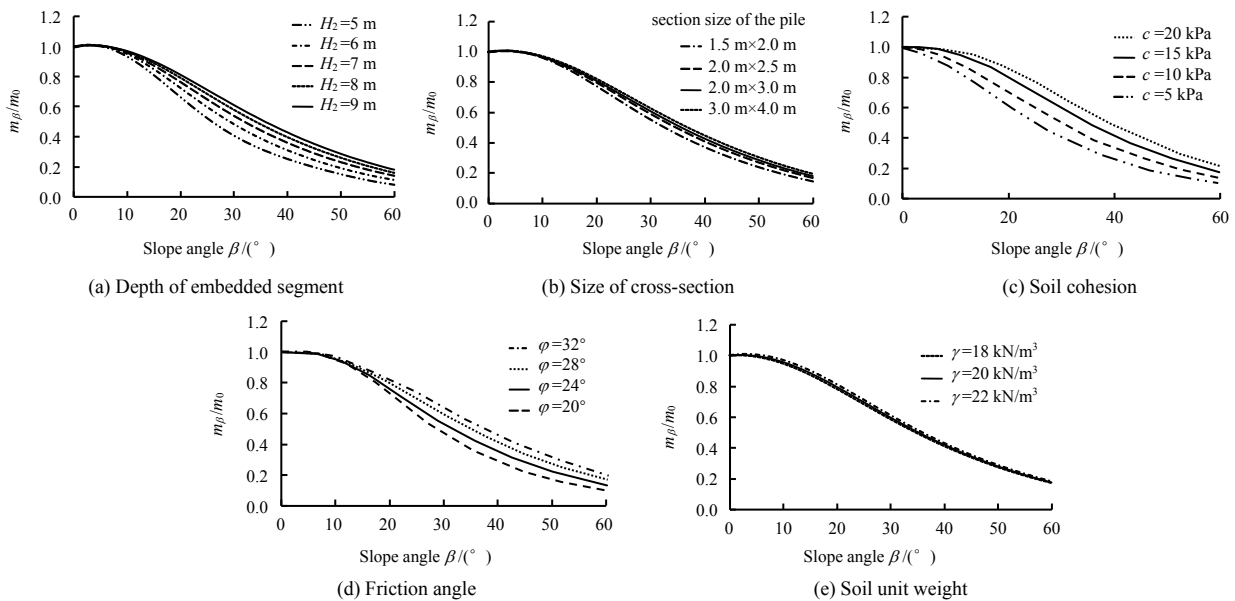 1.2
1.0
0.8
0.6
0.4
0.2
0.0
mβ/m0
H2=5 m
H2=6 m
H2=7 m
H2=8 m
H2=9 m
0 10 20 30 40 50 60
Slope angle β/(° )
(a) Depth of embedded segment
1.2
1.0
0.8
0.6
0.4
0.2
0.0
mβ/m0
section size of the pile
1.5 m×2.0 m
2.0 m×2.5 m
2.0 m×3.0 m
3.0 m×4.0 m
0 10 20 30 40 50 60
Slope angle β/(° )
(b) Size of cross-section
1.2
1.0
0.8
0.6
0.4
0.2
0.0
mβ/m0
c=20 kPa
c=15 kPa
c=10 kPa
c=5 kPa
0 20 40 60
Slope angle β/(° )
(c) Soil cohesion
1.2
1.0
0.8
0.6
0.4
0.2
0.0
mβ/m0
φ=32°
φ=28°
φ=24°
φ=20°
0 10 20 30 40 50 60
Slope angle β/(° )
(d) Friction angle
1.2
1.0
0.8
0.6
0.4
0.2
0.0
mβ/m0
γ=18 kN/m³
γ=20 kN/m³
γ=22 kN/m³
0 10 20 30 40 50 60
Slope angle β/(° )
(e) Soil unit weight